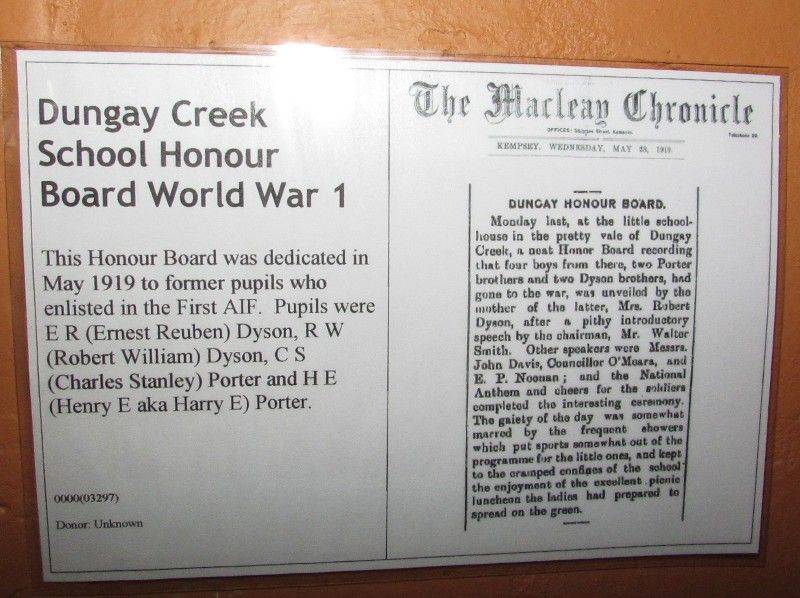 Dungay Creek
School Honour
Board World War 1
This Honour Board was dedicated in
May 1919 to former pupils who
enlisted in the First AIF. Pupils were
E R (Ernest Reuben) Dyson, R W
(Robert William) Dyson, C S
(Charles Stanley) Porter and H E
(Henry E aka Harry E) Porter.
0000(03297)
Donor: Unknown
The Macleay Chronicle
OFFICES: Street, Kempsey.
Telephone
KEMPSEY, WEDNESDAY, MAY 28, 1919.
DUNGAY HONOUR BOARD.
Monday last, at the little school-
house in the pretty vale of Dungay
Creek, a neat Honor Board recording
that four boys from there, two Porter
brothers and two Dyson brothers, had
gone to the war, was unveiled by the
mother of the latter, Mrs. Robert
Dyson, after a pithy introductory
speech by the chairman, Mr. Walter
Smith. Other speakers were Messrs.
John Davis, Councillor O'Meara, and
E. P. Noonan; and the National
Anthem and cheers for the soldiers
completed the interesting ceremony.
The gaiety of the day was somewhat
marred by the frequent showers
which put sports somewhat out of the
programme for the little ones, and kept
to the cramped confines of the school
the enjoyment of the excellent picnic
luncheon the ladies had prepared to
spread on the green.